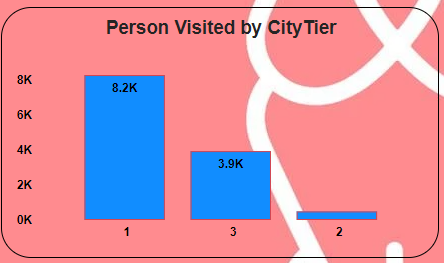 Person Visited by CityTier
8K
8.2K
6K
4K
3.9K
2K
0K
1 3 2